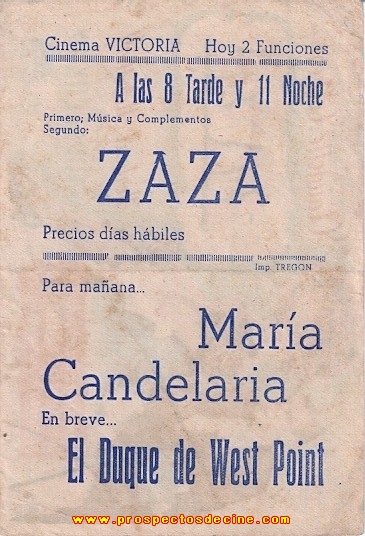 Cinema VICTORIA Hoy 2 Funciones
A las 8 Tarde y 11 Noche
Primero; Música y Complementos
Segundo:
ZAZA
Precios días hábiles
Imp. TREGON
Para mañana...
María
Candelaria
En breve...
El Duque de West Point
www.prospectosdecine.com